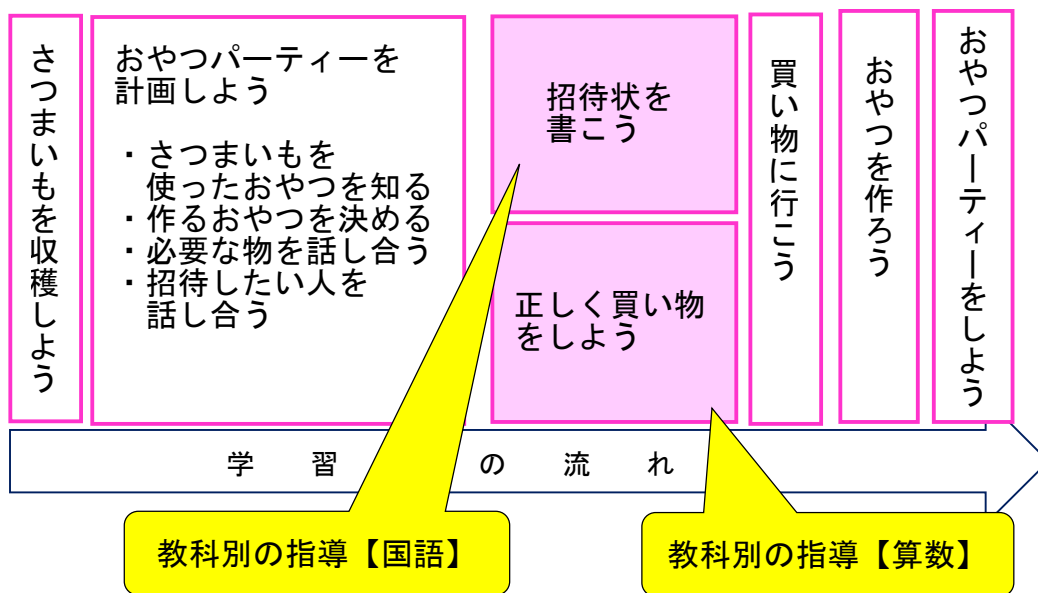 さつまいもを収穫しよう
おやつパーティーを
計画しよう
・さつまいもを
使ったおやつを知る
・作るおやつを決める
・必要な物を話し合う
・招待したい人を
話し合う
招待状を
書こう
正しく買い物
をしよう
買い物に行こう
おやつを作ろう
おやつパーティーをしよう
学習の流れ
教科別の指導【国語】
教科別の指導【算数】